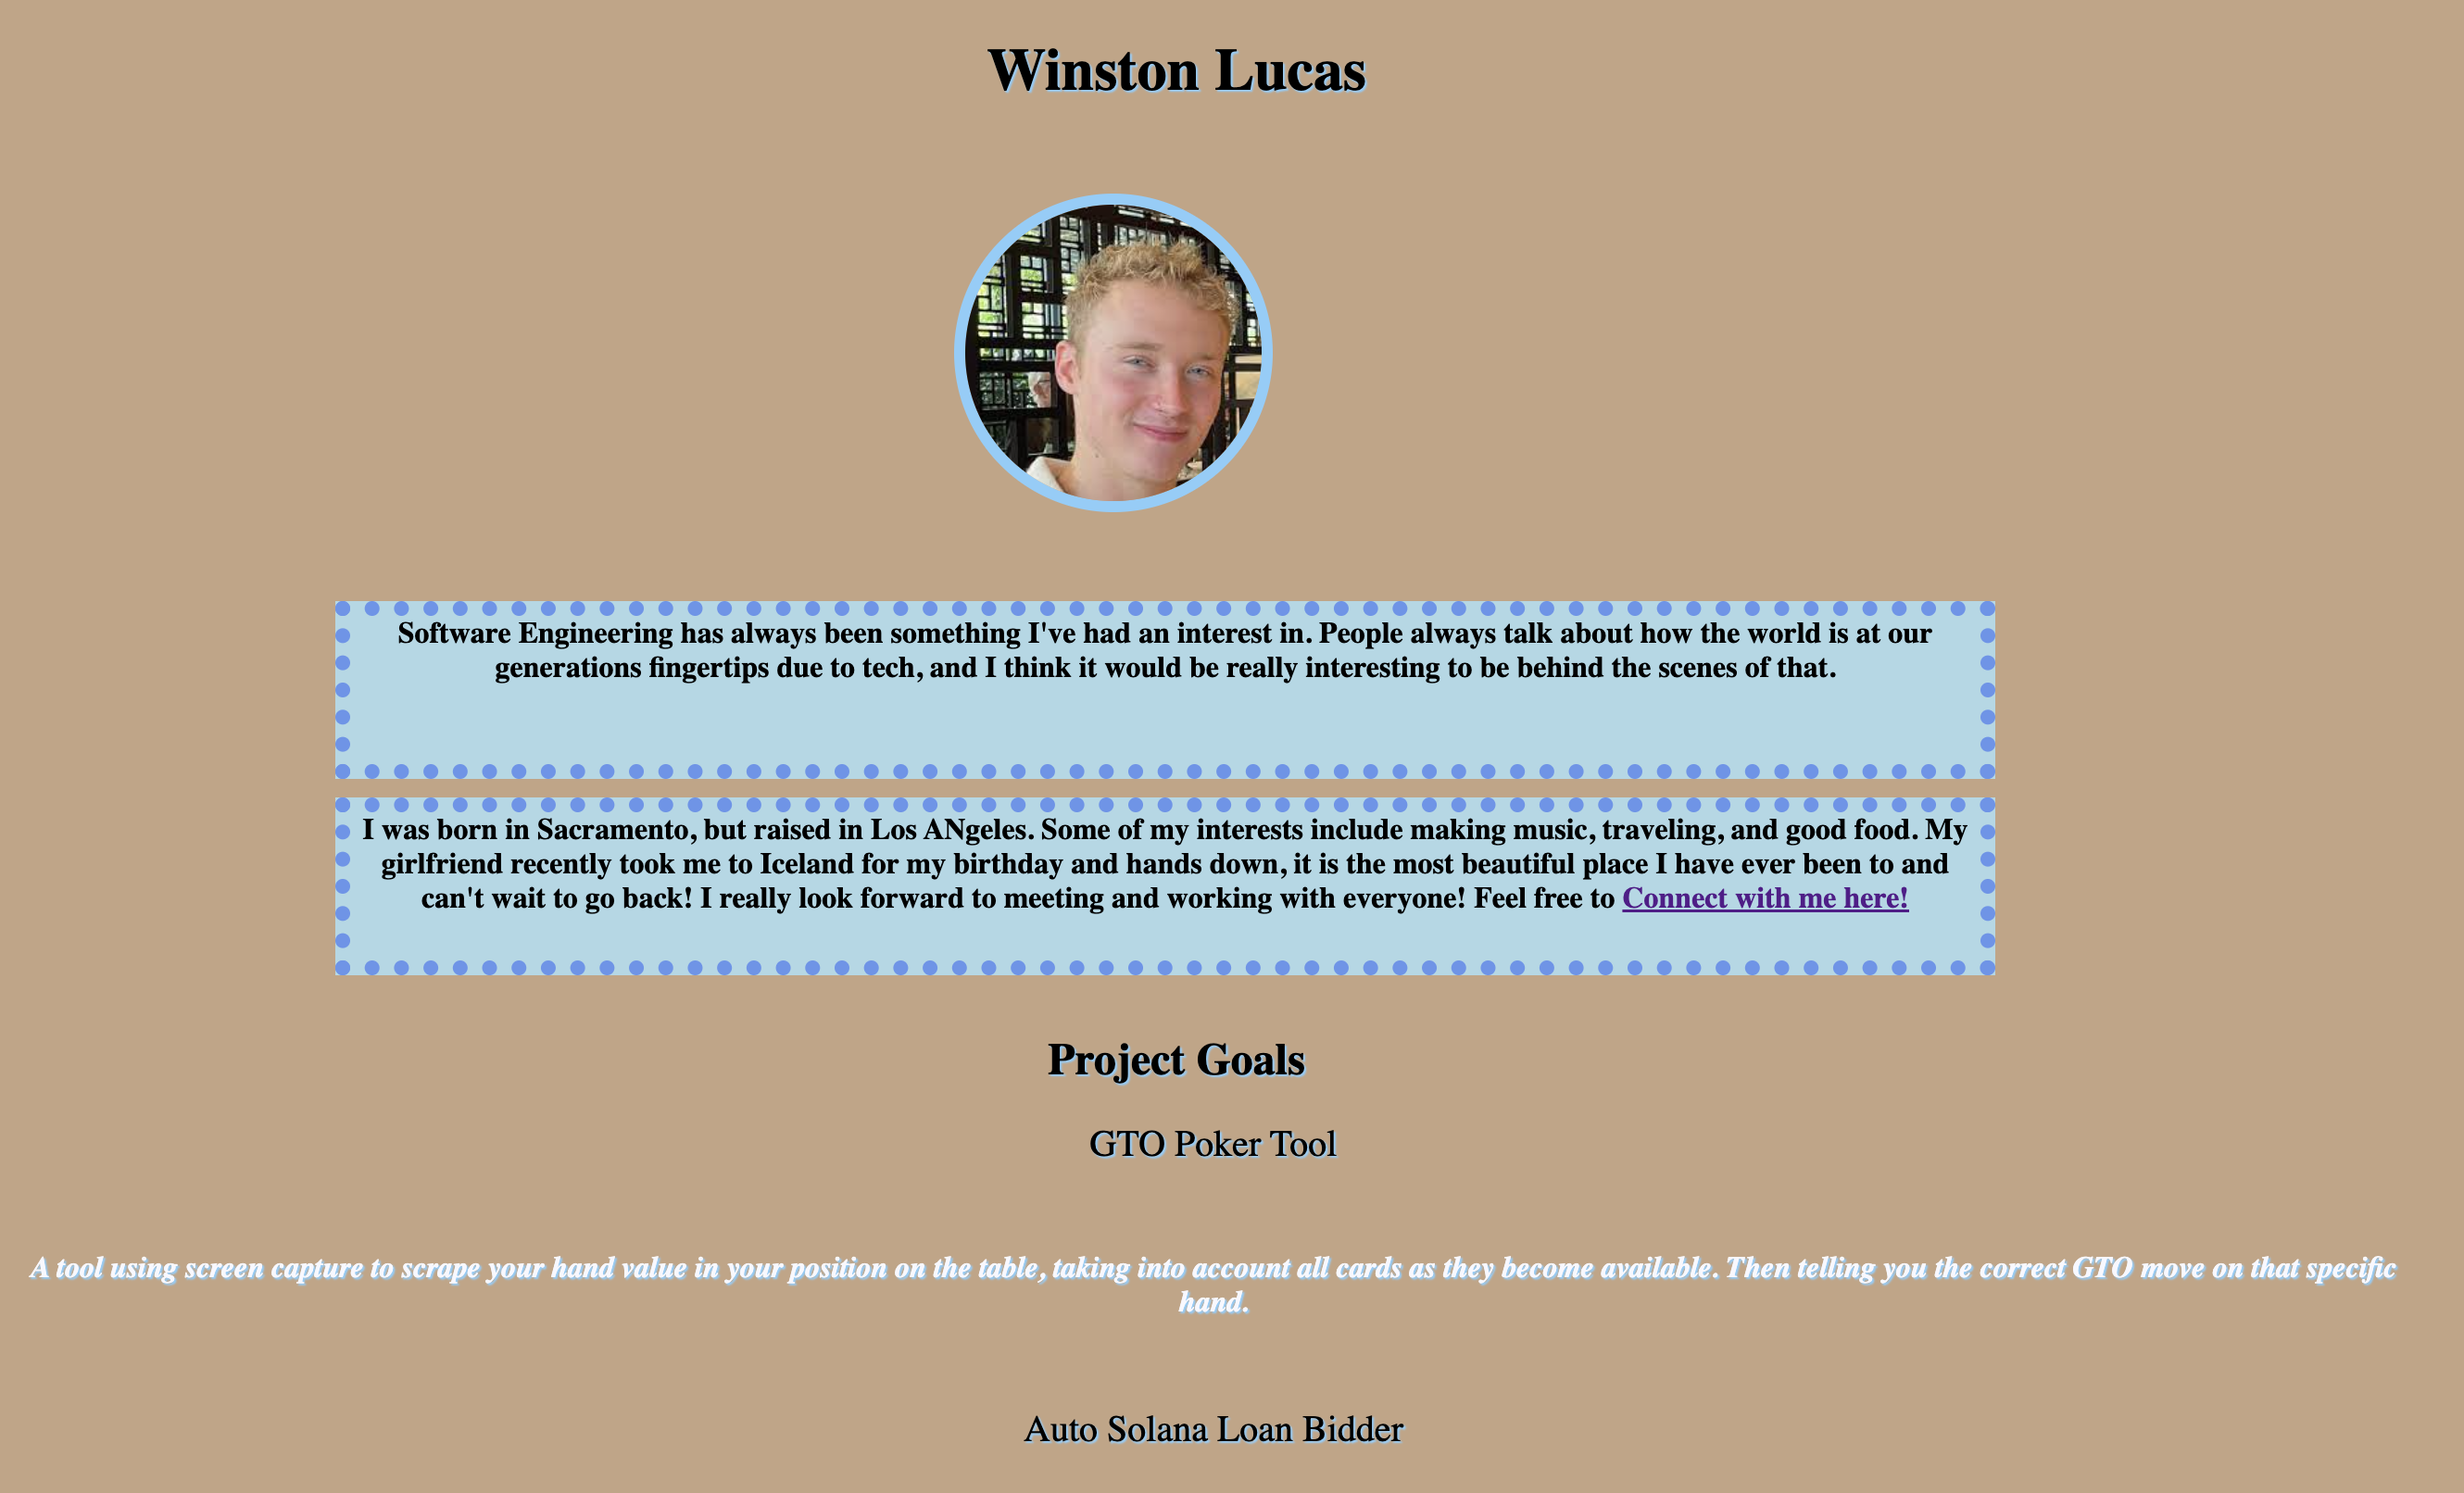 Winston Lucas
Software Engineering has always been something I've had an interest in. People always talk about how the world is at our
generations fingertips due to tech, and I think it would be really interesting to be behind the scenes of that.
I was born in Sacramento, but raised in Los ANgeles. Some of my interests include making music, traveling, and good food. My
girlfriend recently took me to Iceland for my birthday and hands down, it is the most beautiful place I have ever been to and
can't wait to go back! I really look forward to meeting and working with everyone! Feel free to Connect with me here!
Project Goals
GTO Poker Tool
A tool using screen capture to scrape your hand value in your position on the table, taking into account all cards as they become available. Then telling you the correct GTO move on that specific
hand.
Auto Solana Loan Bidder